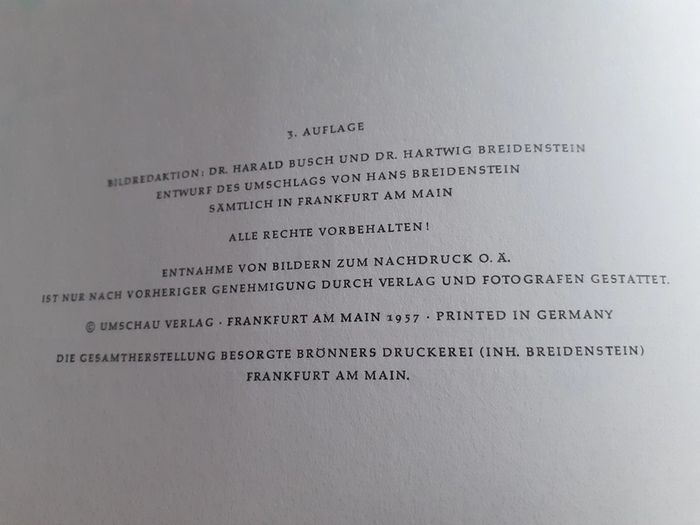 3. AUFLAGE
BILDREDAKTION: DR. HARALD BUSCH UND DR. HARTWIG BREIDENSTEIN
ENTWURF DES UMSCHLAGS VON HANS BREIDENSTEIN
SÄMTLICH IN FRANKFURT AM MAIN
ALLE RECHTE VORBEHALTEN!
ENTNAHME VON BILDERN ZUM NACHDRUCK O. Ä.
IST NUR NACH VORHERIGER GENEHMIGUNG DURCH VERLAG UND FOTOGRAFEN GESTATTET.
© UMSCHAU VERLAG · FRANKFURT AM MAIN 1957 · PRINTED IN GERMANY
DIE GESAMTHERSTELLUNG BESORGTE BRÖNNERS DRUCKEREI (INH. BREIDENSTEIN)
FRANKFURT AM MAIN.